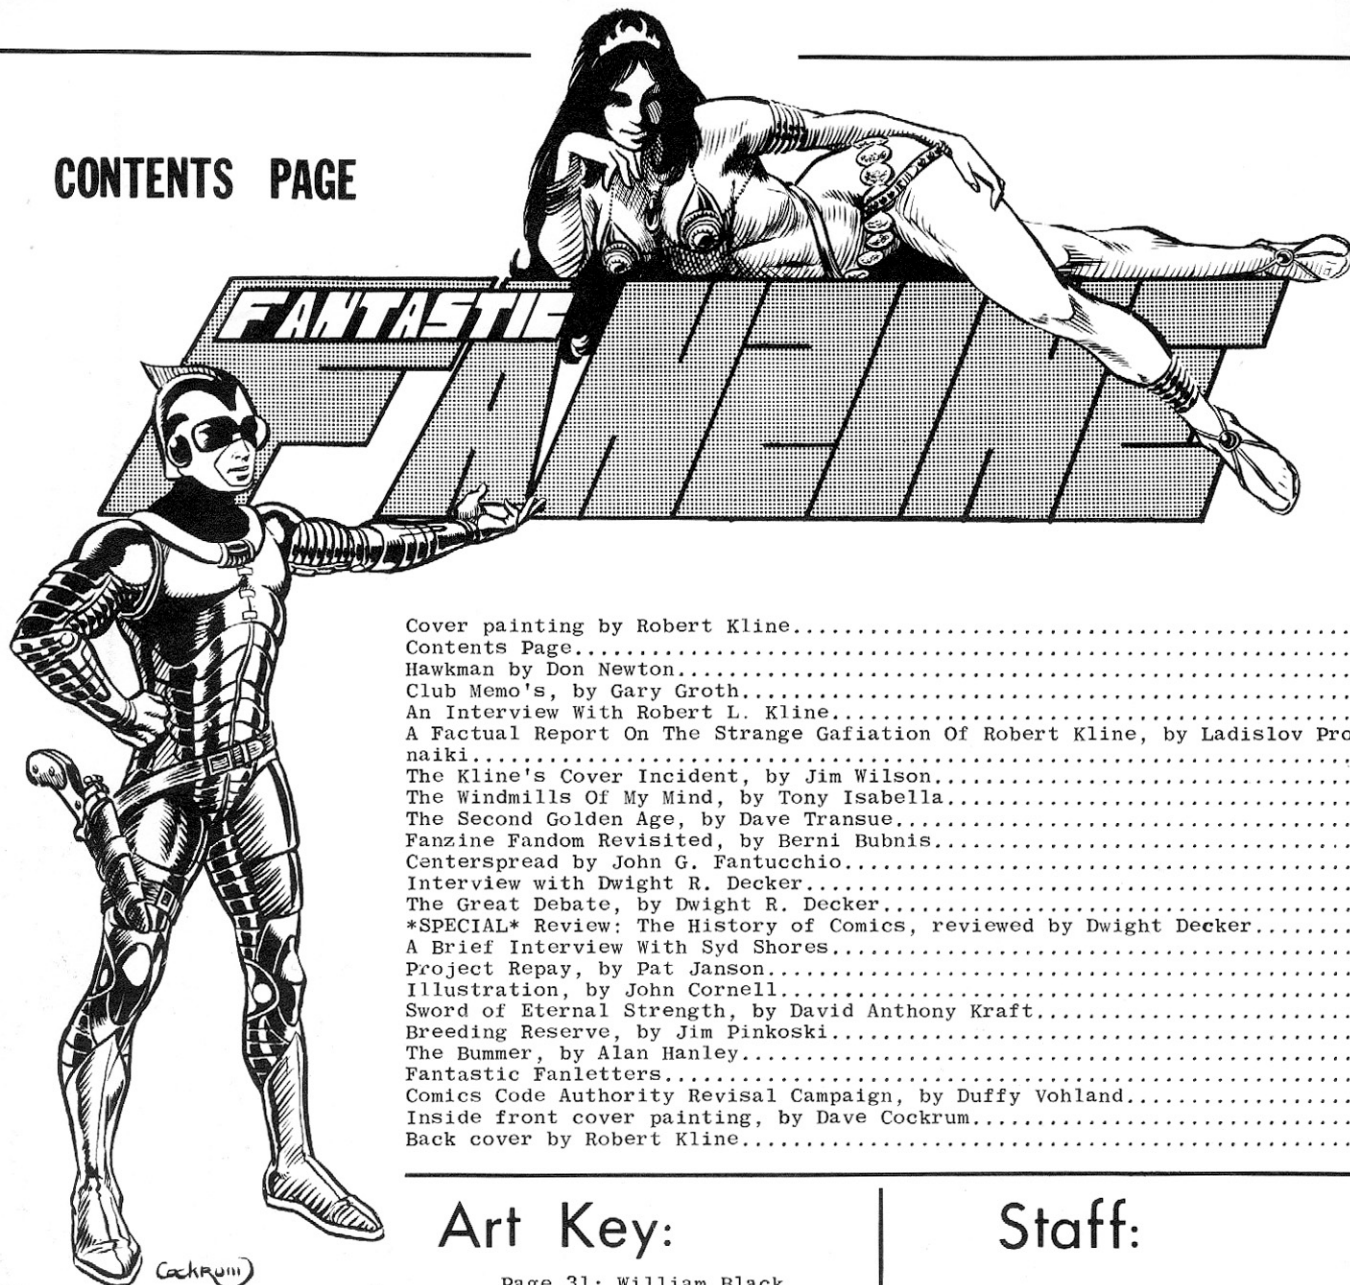 CONTENTS PAGE
FANTASTIC
FANZINE
Cover painting by Robert Kline
Contents Page
Hawkman by Don Newton
Club Memo's, by Gary Groth
An Interview With Robert L. Kline
A Factual Report On The Strange Gafiation Of Robert Kline, by Ladislov Pro
naiki
The Kline's Cover Incident, by Jim Wilson
The Windmills Of My Mind, by Tony Isabella
The Second Golden Age, by Dave Transue
Fanzine Fandom Revisited, by Berni Bubnis
Centerspread by John G. Fantucchio
Interview with Dwight R. Decker
The Great Debate, by Dwight R. Decker
*SPECIAL* Review: The History of Comics, reviewed by Dwight Decker
A Brief Interview With Syd Shores
Project Repay, by Pat Janson
Illustration, by John Cornell
Sword of Eternal Strength, by David Anthony Kraft
Breeding Reserve, by Jim Pinkoski
The Bummer, by Alan Hanley
Fantastic Fanletters
Comics Code Authority Revisal Campaign, by Duffy Vohland
Inside front cover painting, by Dave Cockrum
Back cover by Robert Kline
Art Key:
Page 31: William Black
Staff:
Cockrum